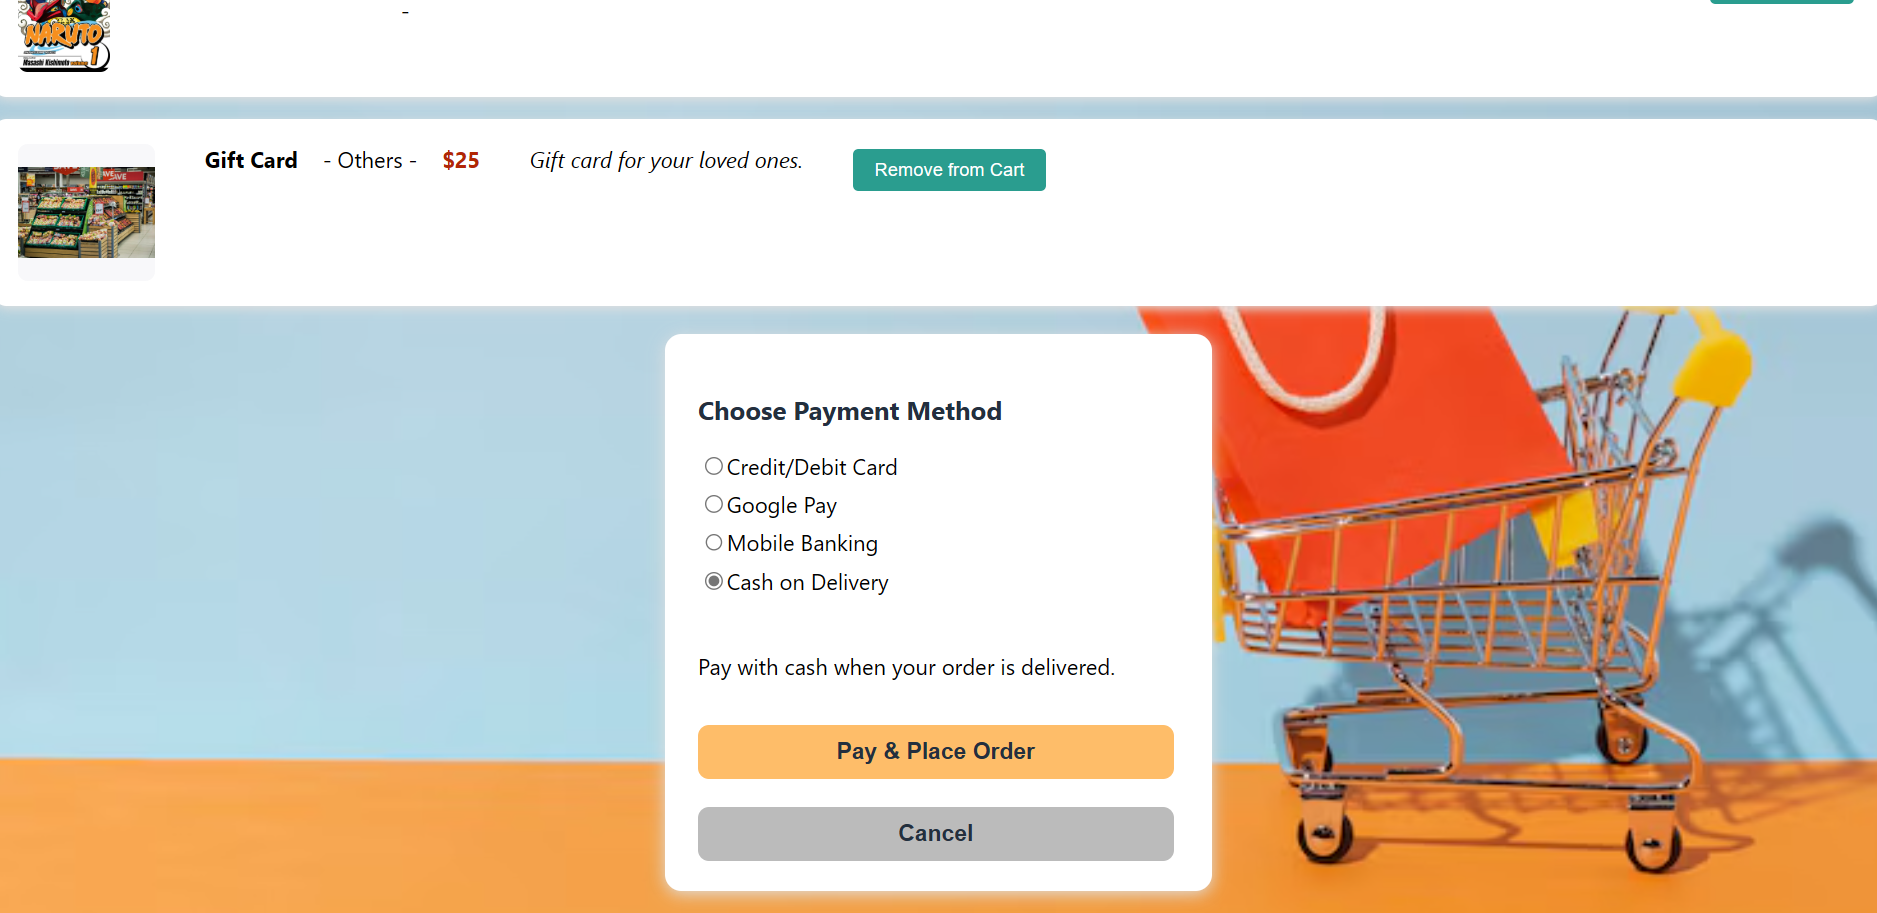 -
NARUTO
1
Masashi Kishimoto
Gift Card - Others - $25 Gift card for your loved ones. Remove from Cart
Choose Payment Method
Credit/Debit Card
Google Pay
Mobile Banking
Cash on Delivery
Pay with cash when your order is delivered.
Pay & Place Order
Cancel